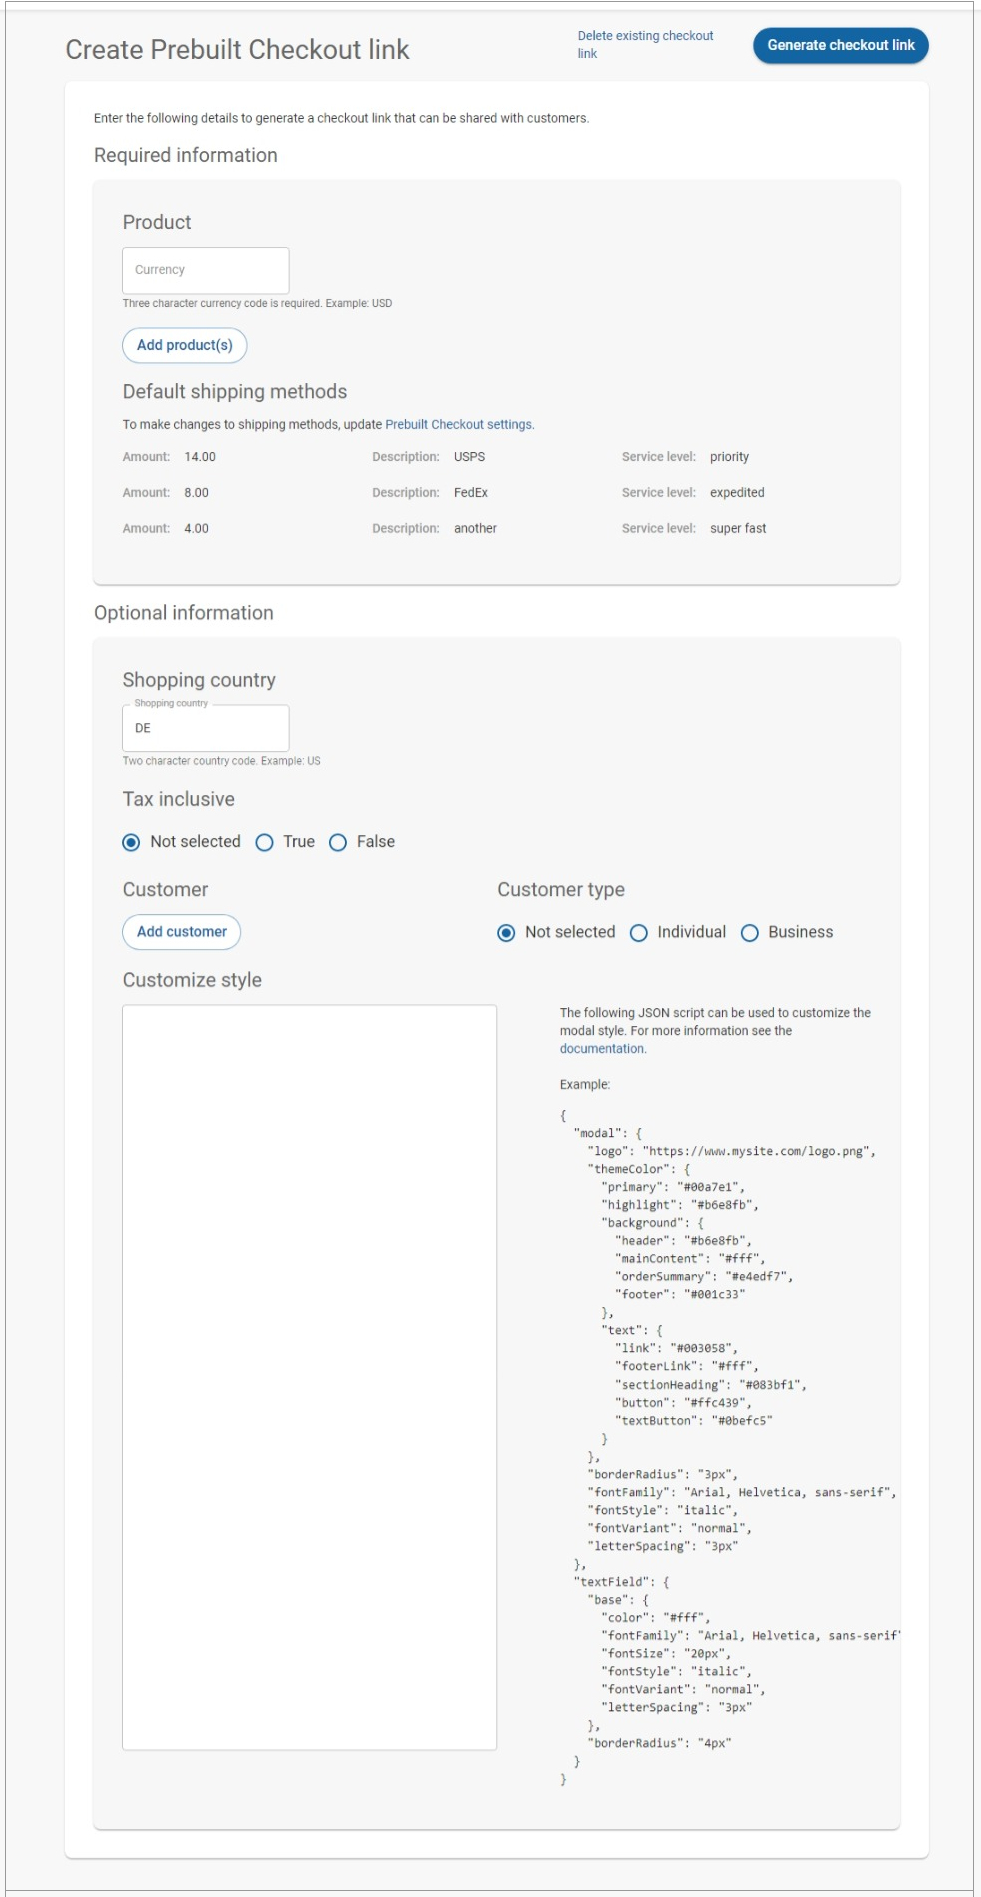 Create Prebuilt Checkout link
Delete existing checkout
link
Generate checkout link
Enter the following details to generate a checkout link that can be shared with customers.
Required information
Product
Currency
Three character currency code is required. Example: USD
Add product(s)
Default shipping methods
To make changes to shipping methods, update Prebuilt Checkout settings.
Amount: 14.00 Description: USPS Service level: priority
Amount: 8.00 Description: FedEx Service level: expedited
Amount: 4.00 Description: another Service level: super fast
Optional information
Shopping country
Shopping country
DE
Two character country code. Example: US
Tax inclusive
Not selected True False
Customer
Add customer
Customer type
Not selected Individual Business
Customize style
The following JSON script can be used to customize the
modal style. For more information see the
documentation.
Example:
{
"modal": {
"logo": "https://www.mysite.com/logo.png",
"themeColor": {
"primary": "#00a7e1",
"highlight": "#b6e8fb",
"background": {
"header": "#b6e8fb",
"mainContent": "#fff",
"orderSummary": "#e4edf7",
"footer": "#001c33"
},
"text": {
"link": "#003058",
"footerLink": "#fff",
"sectionHeading": "#083bf1",
"button": "#ffc439",
"textButton": "#0befc5"
}
},
"borderRadius": "3px",
"fontFamily": "Arial, Helvetica, sans-serif",
"fontStyle": "italic",
"fontVariant": "normal",
"letterSpacing": "3px"
},
"textField": {
"base": {
"color": "#fff",
"fontFamily": "Arial, Helvetica, sans-serif"
"fontSize": "20px",
"fontStyle": "italic",
"fontVariant": "normal",
"letterSpacing": "3px"
},
"borderRadius": "4px"
}
}